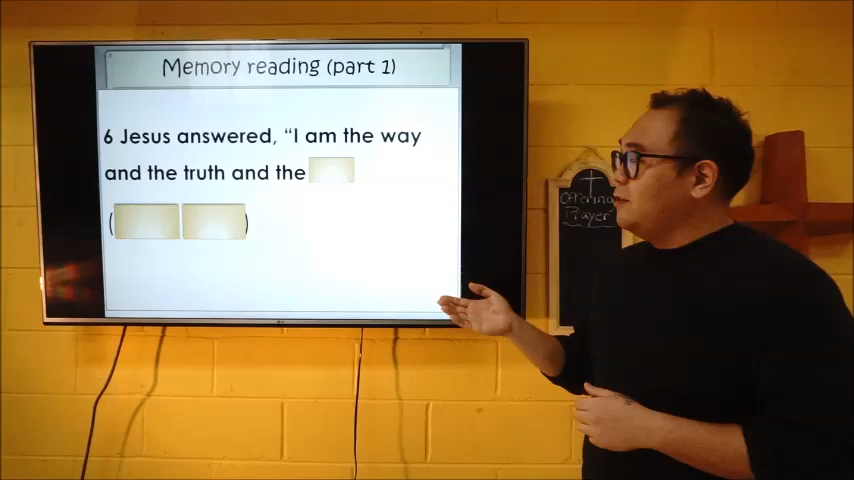 Memory reading (part 1)
6 Jesus answered, “I am the way
and the truth and the
(
)
Offering
Prayer